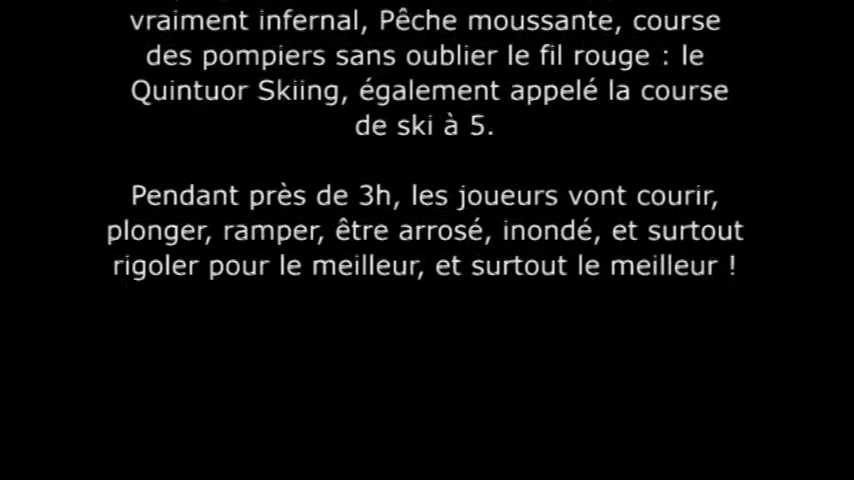 vraiment infernal, Pêche moussante, course
des pompiers sans oublier le fil rouge : le
Quintuor Skiing, également appelé la course
de ski à 5.
Pendant près de 3h, les joueurs vont courir,
plonger, ramper, être arrosé, inondé, et surtout
rigoler pour le meilleur, et surtout le meilleur !